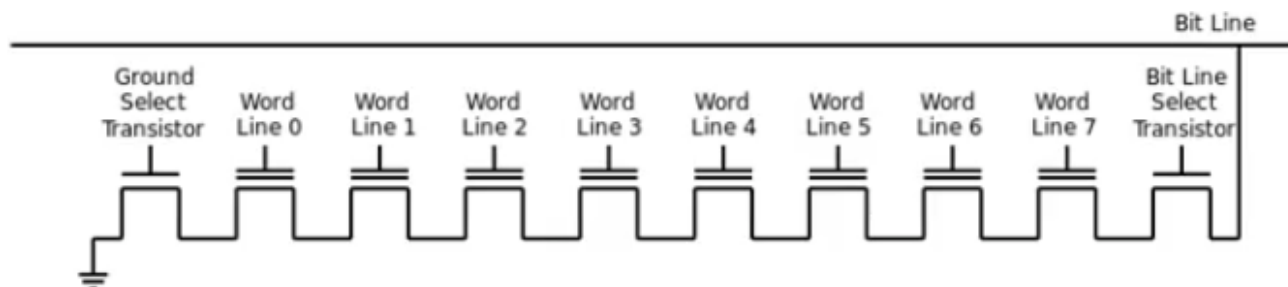 Bit Line
Ground
Select
Transistor
Word
Line 0
Word
Line 1
Word
Line 2
Word
Line 3
Word
Line 4
Word
Line 5
Word
Line 6
Word
Line 7
Bit Line
Select
Transistor